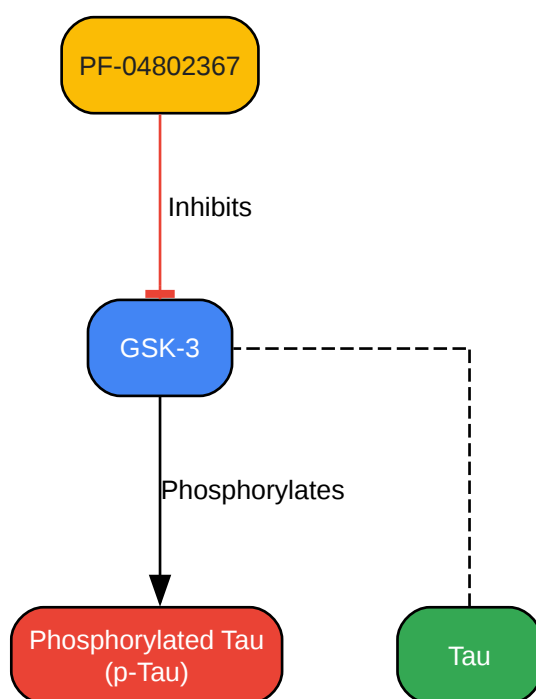 PF-04802367
Inhibits
GSK-3
Phosphorylates
Phosphorylated Tau
(p-Tau)
Tau